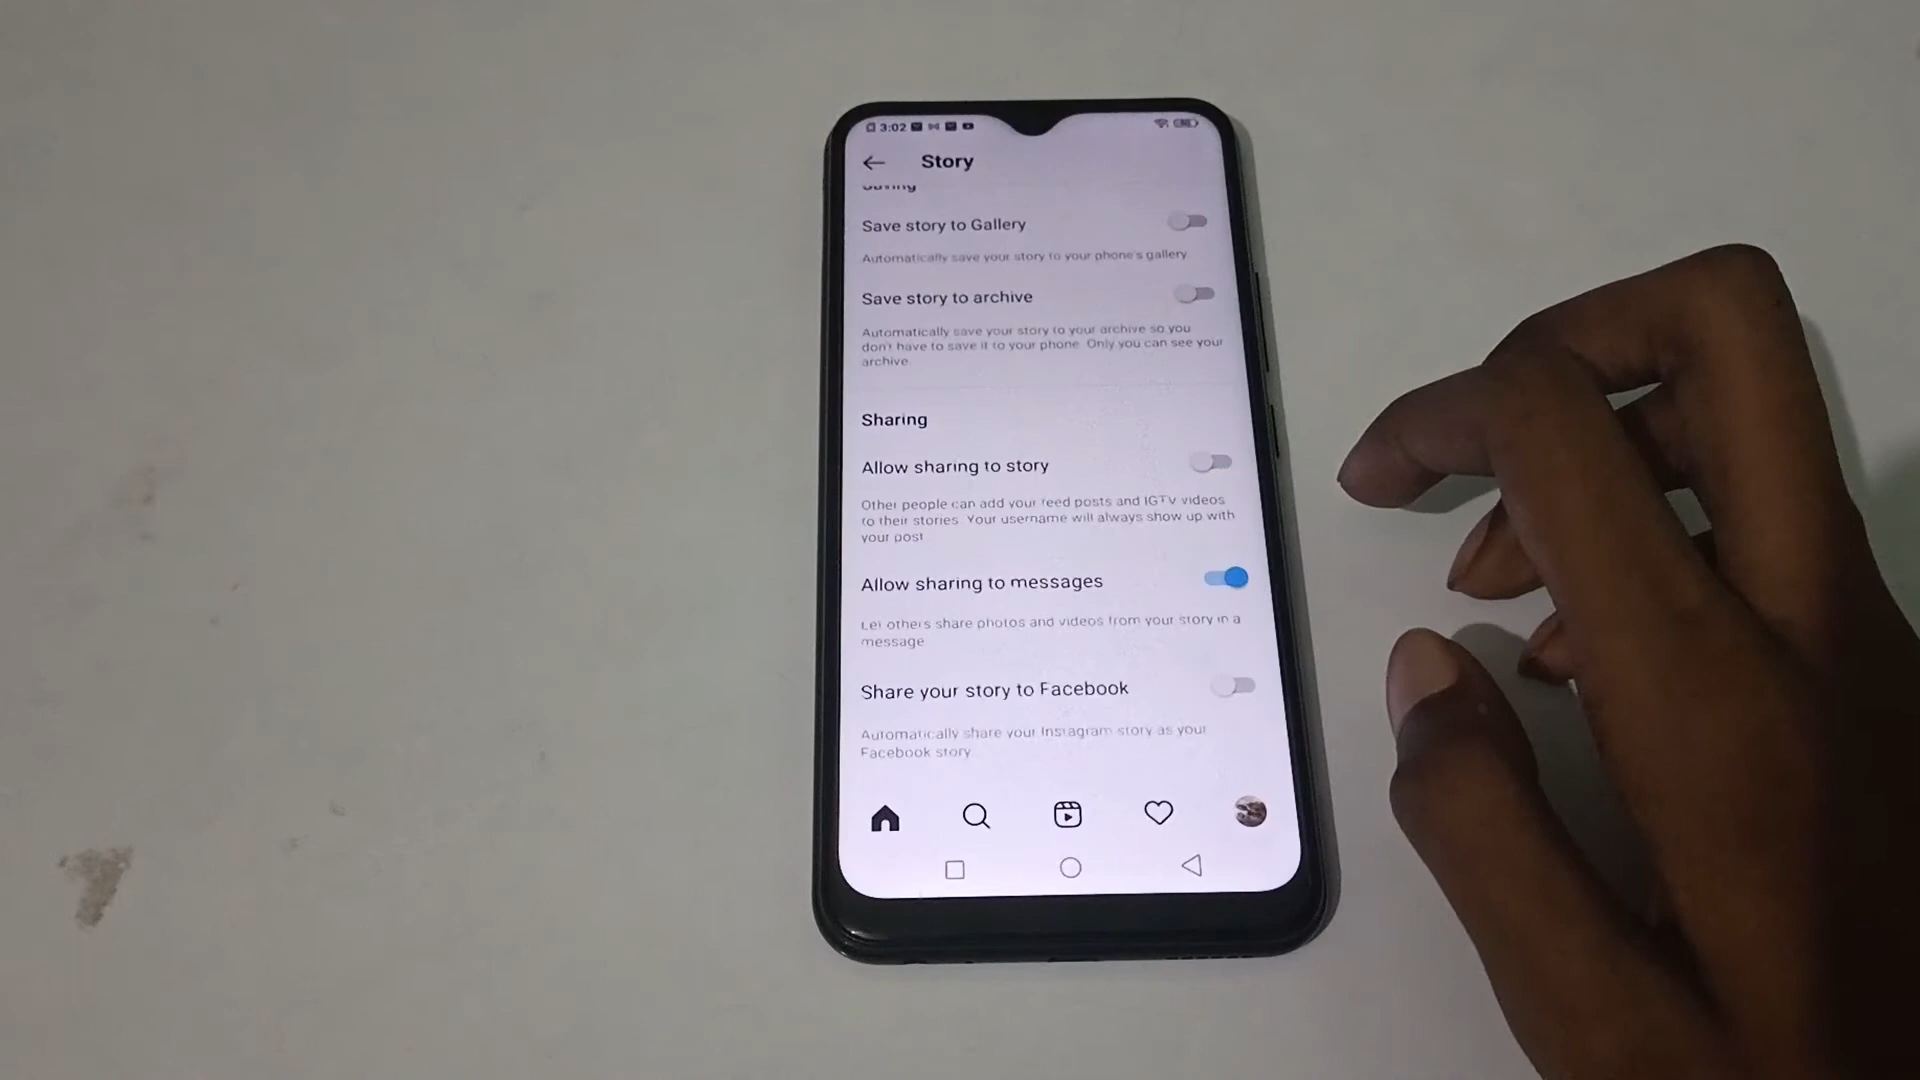 3:02
Story
Saving
Save story to Gallery
Automatically save your story to your phone's gallery
Save story to archive
Automatically save your story to your archive so you
don't have to save it to your phone. Only you can see your
archive.
Sharing
Allow sharing to story
Other people can add your feed posts and IGTV videos
to their stories. Your username will always show up with
your post.
Allow sharing to messages
Let others share photos and videos from your story in a
message
Share your story to Facebook
Automatically share your Instagram story as your
Facebook story.